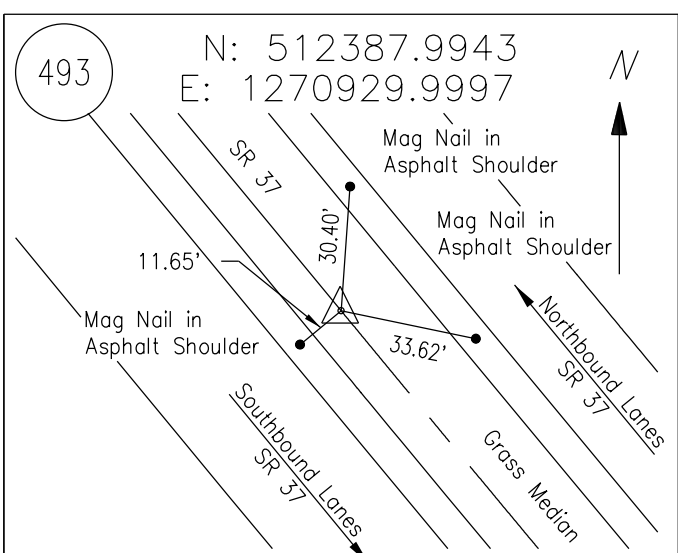 493
N: 512387.9943
E: 1270929.9997
N
SR 37
Mag Nail in
Asphalt Shoulder
30.40'
Mag Nail in
Asphalt Shoulder
11.65'
Mag Nail in
Asphalt Shoulder
33.62'
Northbound Lanes
SR 37
Southbound Lanes
SR 37
Grass Median